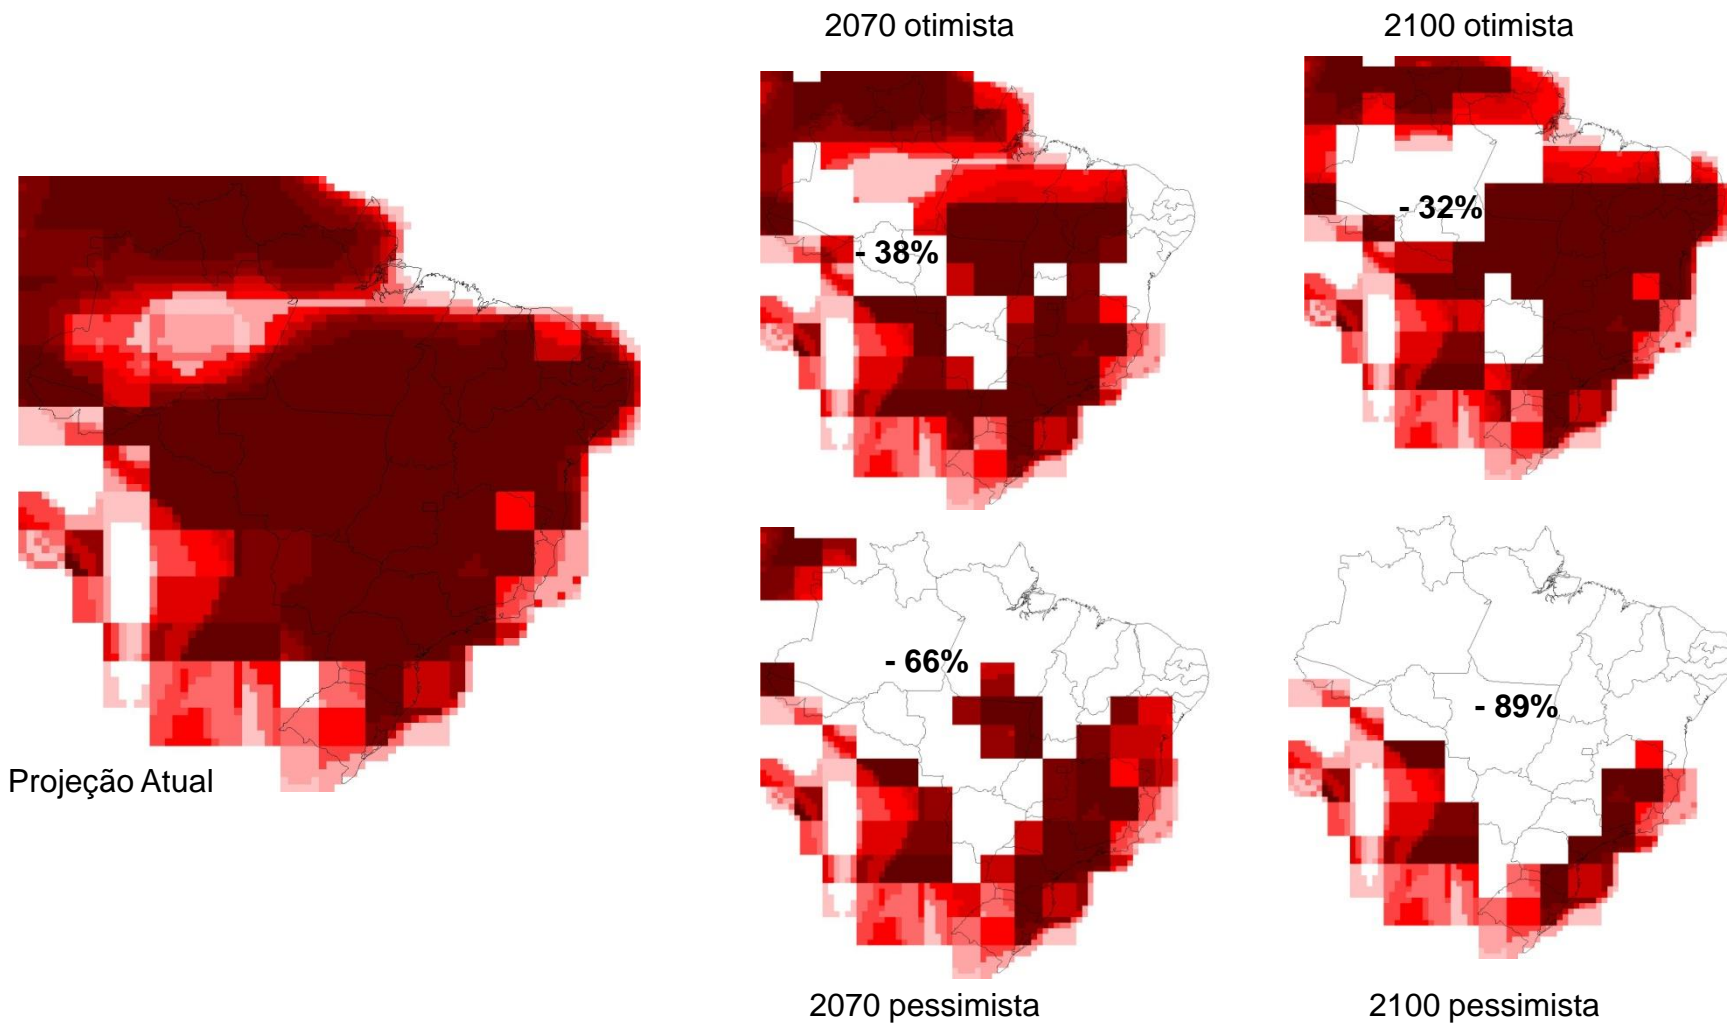 2070 otimista
2100 otimista
- 38%
- 32%
Projeção Atual
- 66%
- 89%
2070 pessimista
2100 pessimista